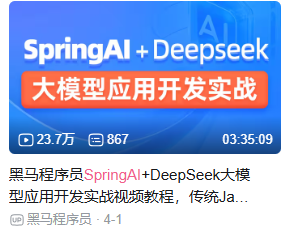 SpringAI+Deepseek
大模型应用开发实战
23.7万 867 03:35:09
黑马程序员SpringAI+DeepSeek大模
型应用开发实战视频教程，传统Ja...
UP 黑马程序员 · 4-1